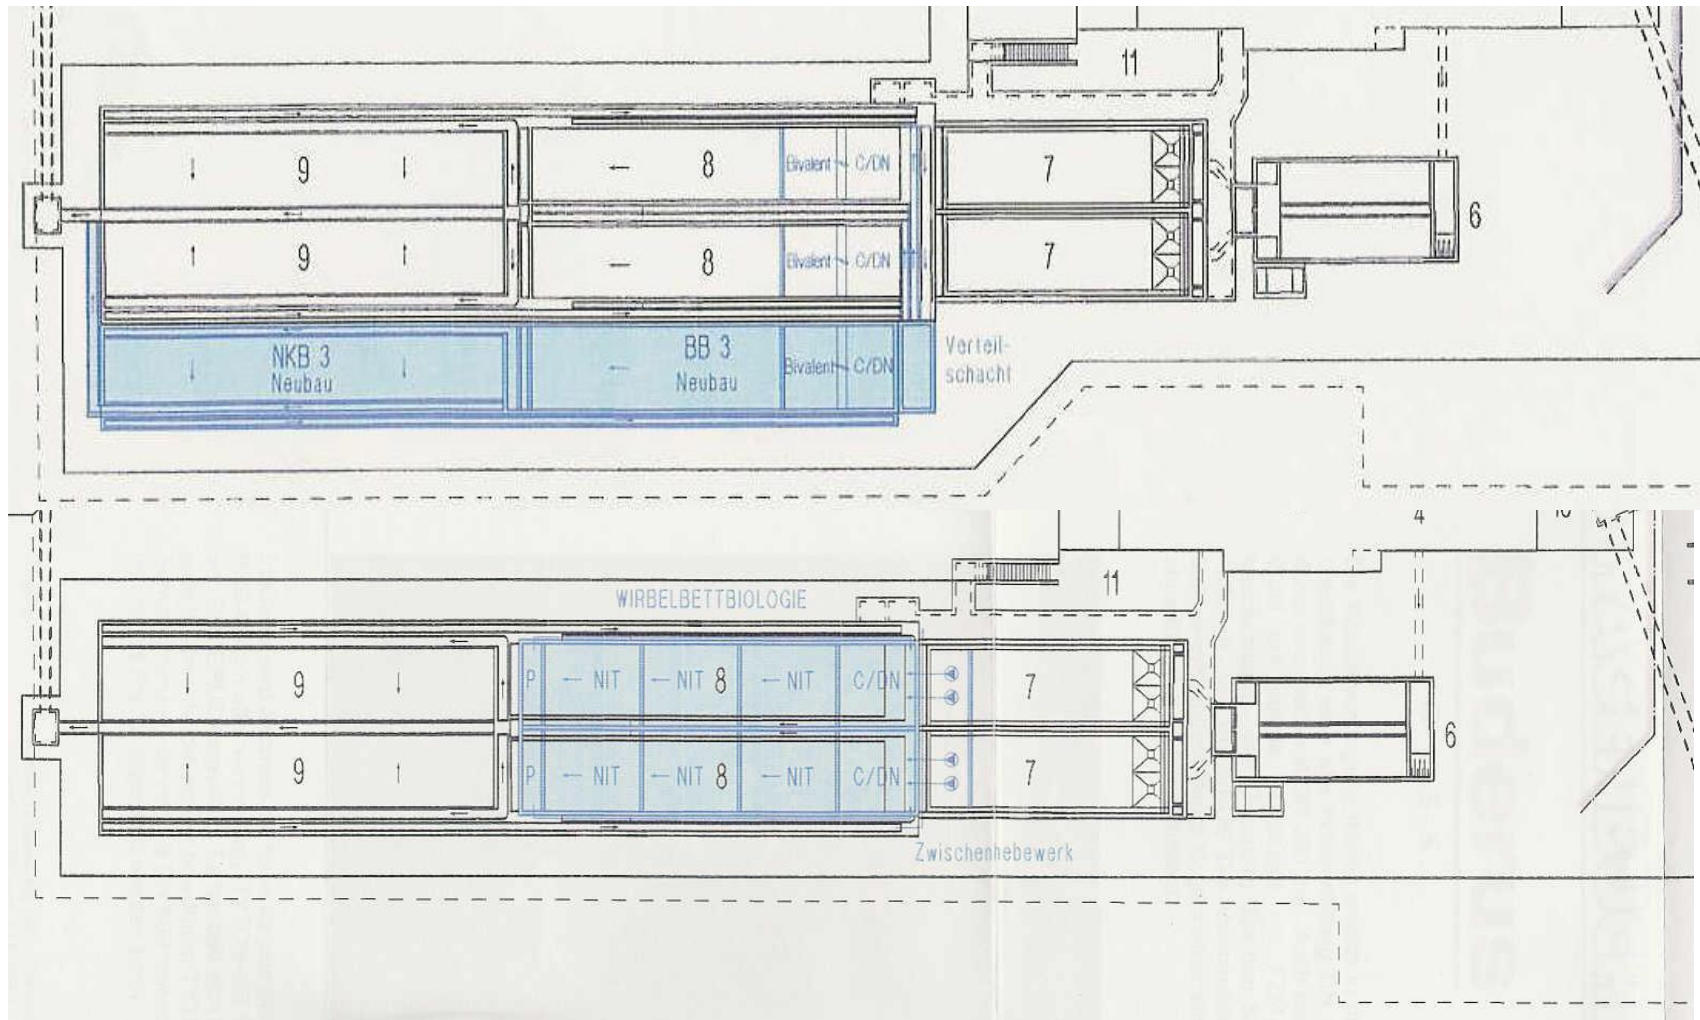 11
9
8
Bivalent
C/DN
7
6
9
8
Bivalent
C/DN
7
NKB 3
Neubau
BB 3
Neubau
Bivalent
C/DN
Verteil-
schacht
4
10
11
WIRBELBETTBIOLOGIE
9
P
NIT
NIT
8
NIT
C/DN
7
6
9
P
NIT
NIT
8
NIT
C/DN
7
Zwischenhebewerk